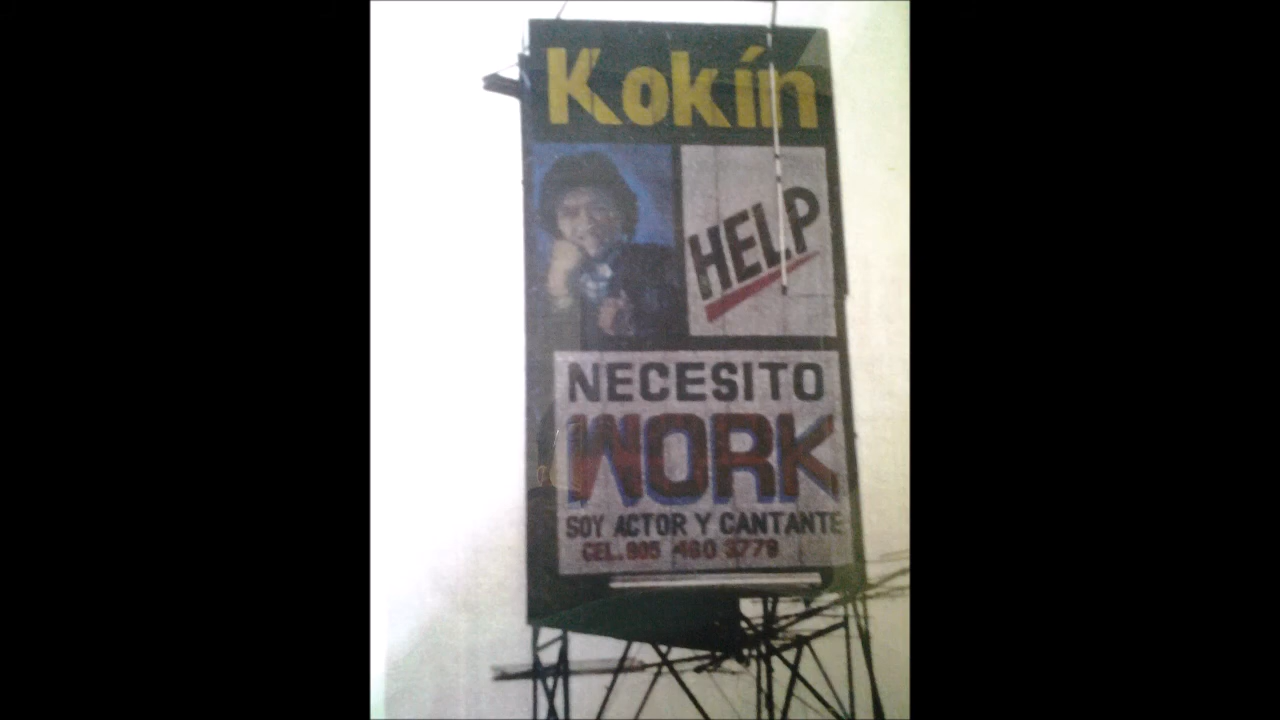 Kokín
HELP
NECESITO
WORK
SOY ACTOR Y CANTANTE
CEL. 905 460 3779